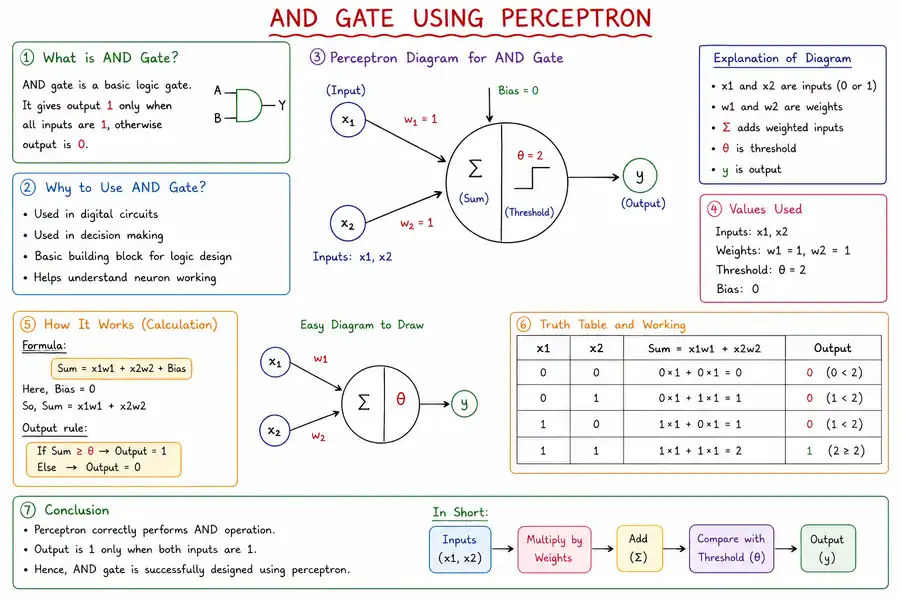 AND GATE USING PERCEPTRON
① What is AND Gate?
AND gate is a basic logic gate.
It gives output 1 only when
all inputs are 1, otherwise
output is 0.
A
B
Y
② Why to Use AND Gate?
• Used in digital circuits
• Used in decision making
• Basic building block for logic design
• Helps understand neuron working
③ Perceptron Diagram for AND Gate
(Input)
x1
w1 = 1
Bias = 0
Σ
(Sum)
θ = 2
(Threshold)
y
(Output)
x2
w2 = 1
Inputs: x1, x2
Explanation of Diagram
• x1 and x2 are inputs (0 or 1)
• w1 and w2 are weights
• Σ adds weighted inputs
• θ is threshold
• y is output
④ Values Used
Inputs: x1, x2
Weights: w1 = 1, w2 = 1
Threshold: θ = 2
Bias: 0
⑤ How It Works (Calculation)
Formula:
Sum = x1w1 + x2w2 + Bias
Here, Bias = 0
So, Sum = x1w1 + x2w2
Output rule:
If Sum ≥ θ → Output = 1
Else → Output = 0
Easy Diagram to Draw
x1
w1
Σ
θ
y
x2
w2
⑥ Truth Table and Working
x1 x2 Sum = x1w1 + x2w2 Output
0 0 0×1 + 0×1 = 0 0 (0 < 2)
0 1 0×1 + 1×1 = 1 0 (1 < 2)
1 0 1×1 + 0×1 = 1 0 (1 < 2)
1 1 1×1 + 1×1 = 2 1 (2 ≥ 2)
⑦ Conclusion
• Perceptron correctly performs AND operation.
• Output is 1 only when both inputs are 1.
• Hence, AND gate is successfully designed using perceptron.
In Short:
Inputs
(x1, x2)
Multiply by
Weights
Add
(Σ)
Compare with
Threshold (θ)
Output
(y)